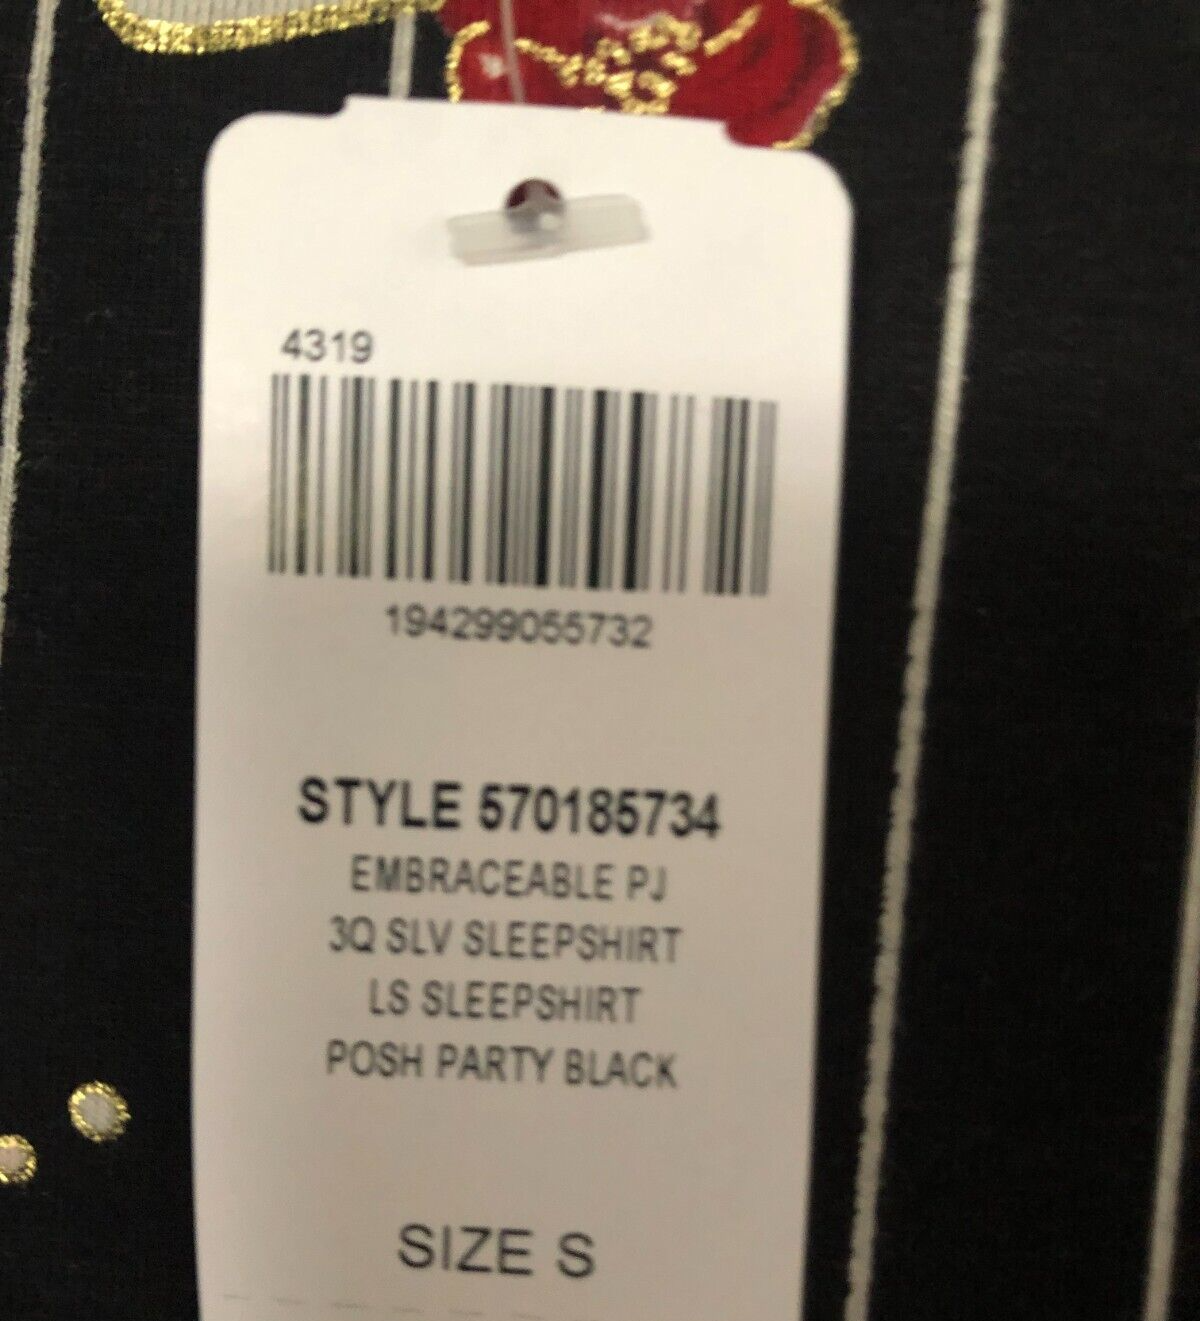 4319
194299055732
STYLE 570185734
EMBRACEABLE PJ
3Q SLV SLEEPSHIRT
LS SLEEPSHIRT
POSH PARTY BLACK
SIZE S